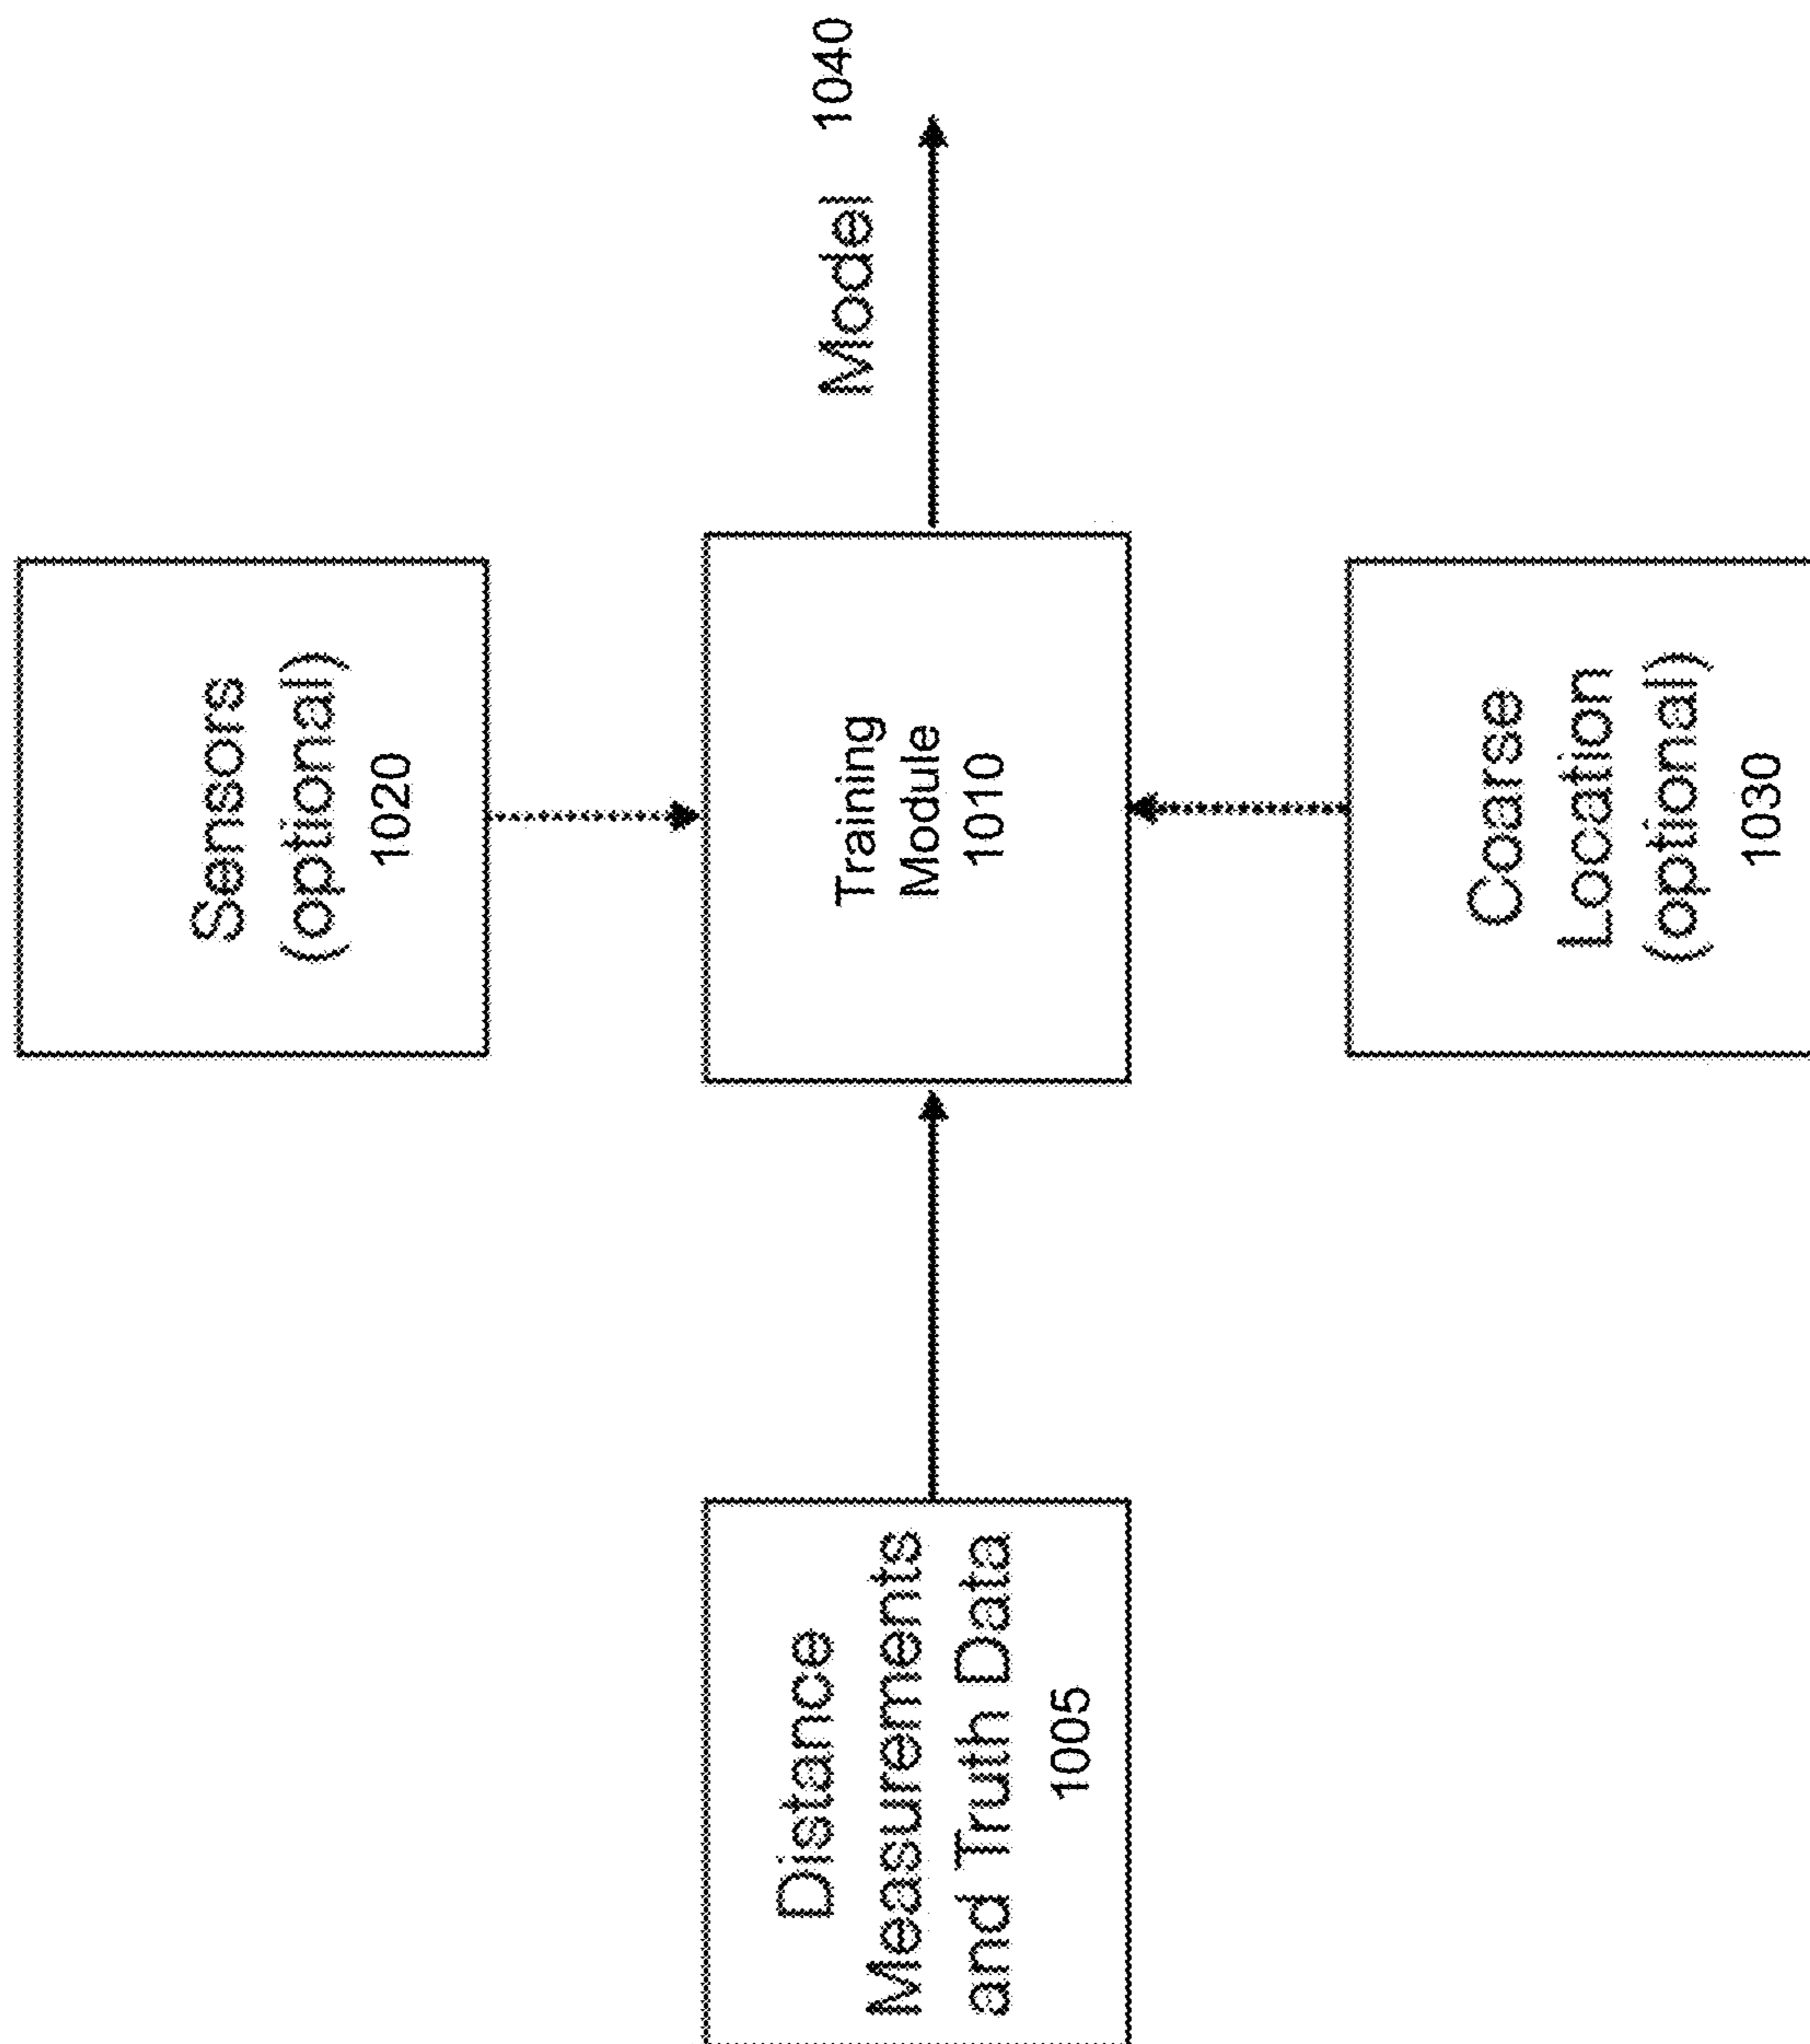 Sensors
(optional)
1020
Distance
Measurements
and Truth Data
1005
Training
Module
1010
Model 1040
Coarse
Location
(optional)
1030